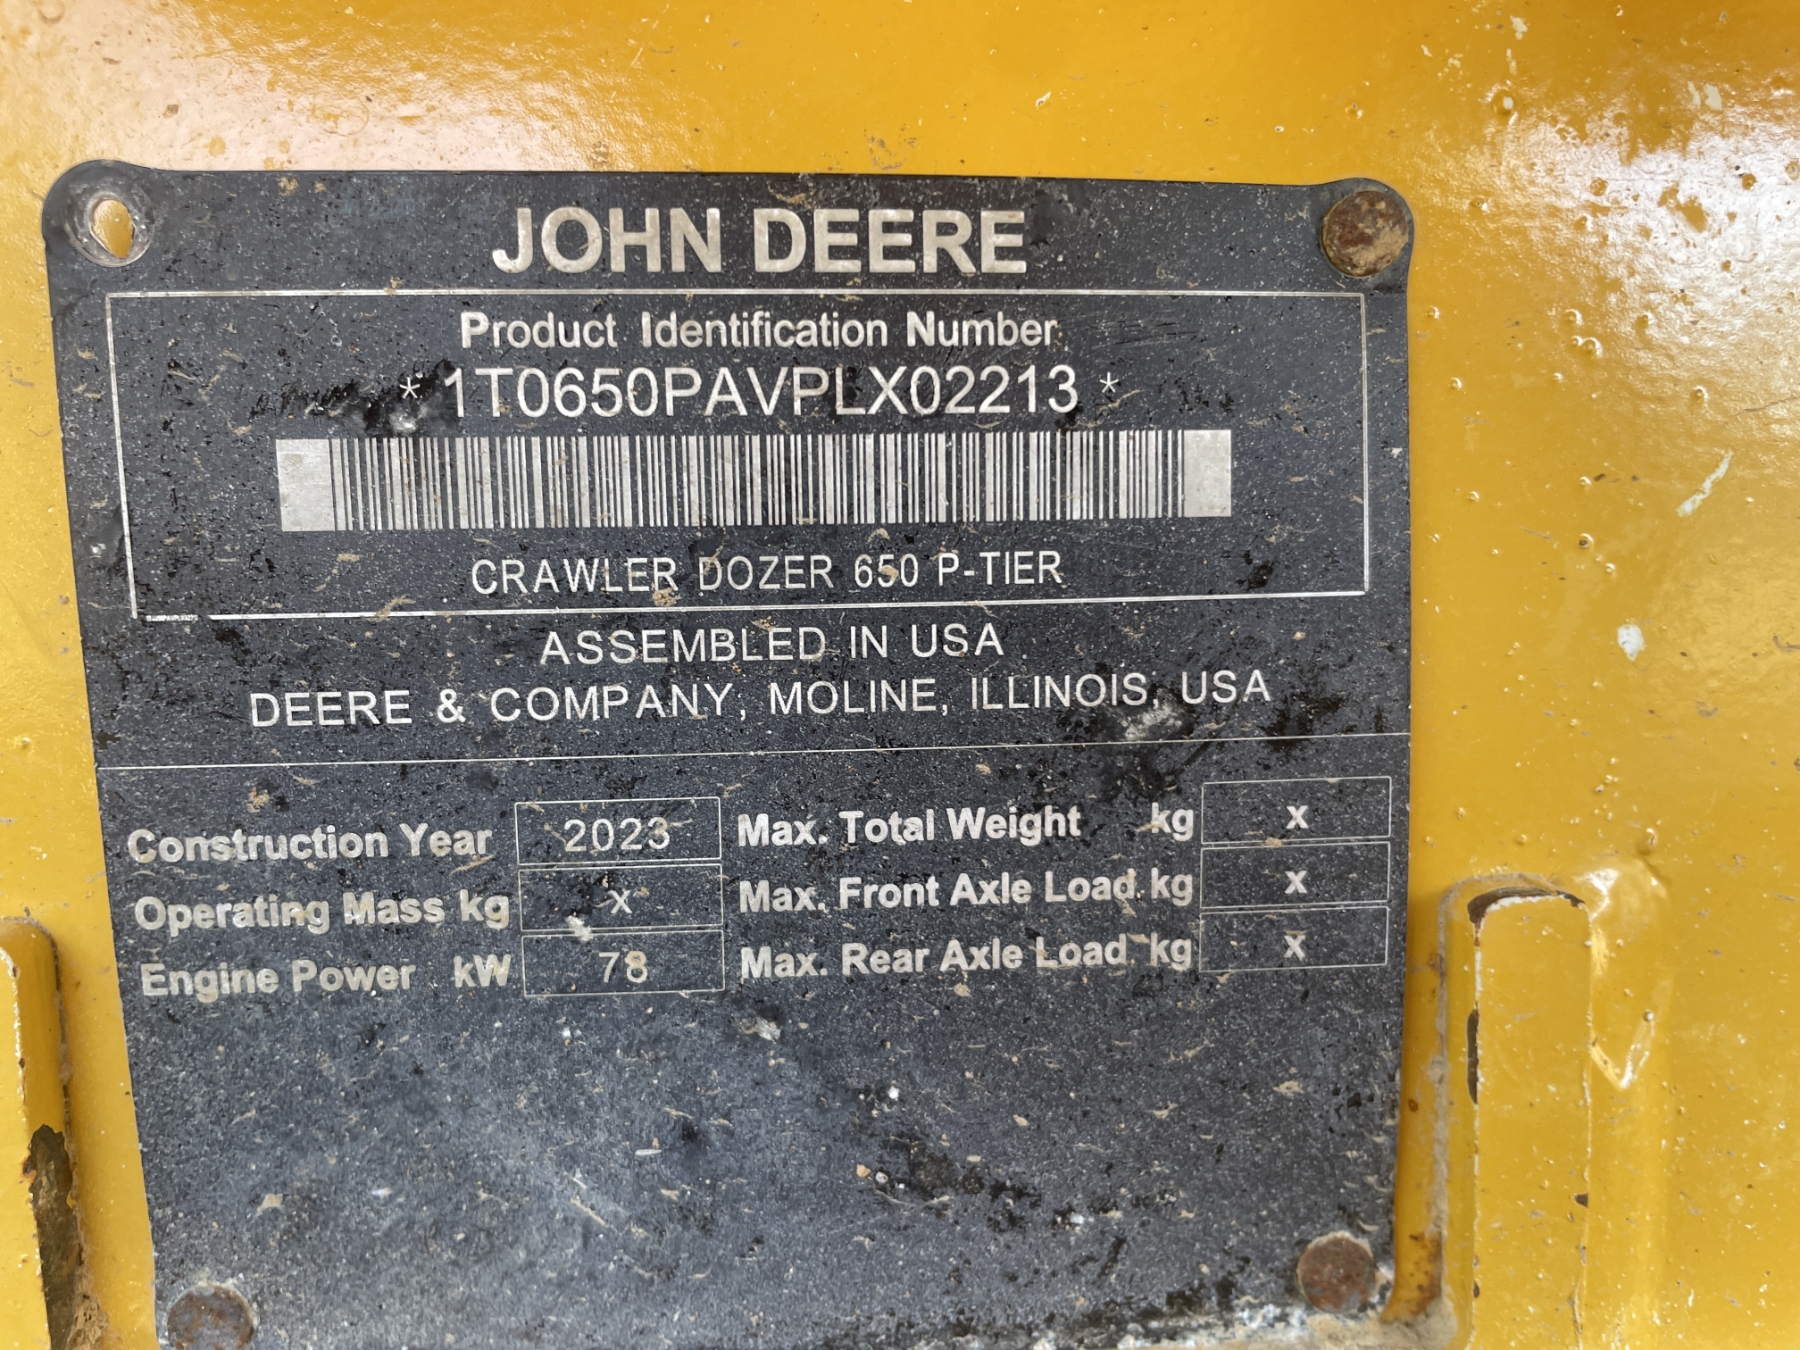 JOHN DEERE
Product Identification Number
* 1T0650PAVPLX02213 *
CRAWLER DOZER 650 P-TIER
ASSEMBLED IN USA
DEERE & COMPANY, MOLINE, ILLINOIS, USA
Construction Year 2023 Max. Total Weight kg x
Operating Mass kg x Max. Front Axle Load kg x
Engine Power kW 78 Max. Rear Axle Load kg x